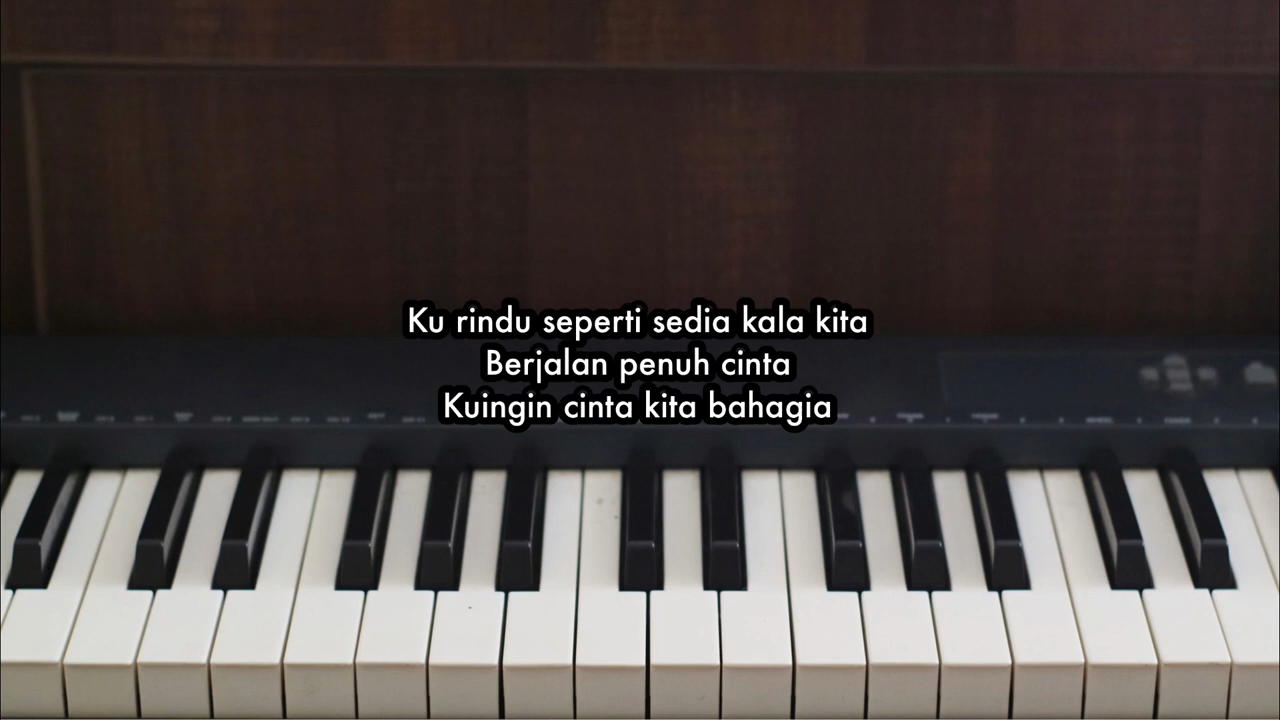 Ku rindu seperti sedia kala kita
Berjalan penuh cinta
Kuingin cinta kita bahagia